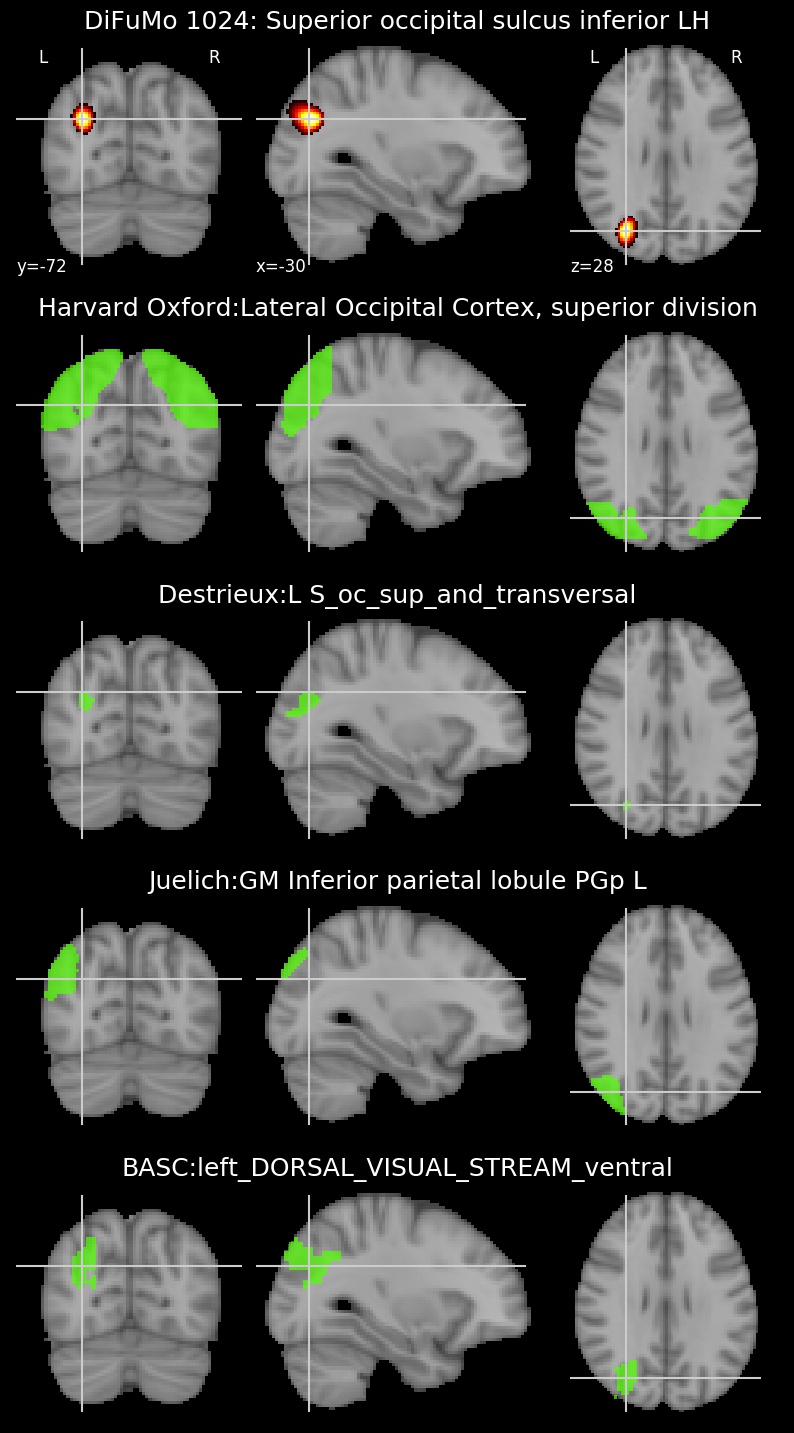 DiFuMo 1024: Superior occipital sulcus inferior LH
L R L R
y=-72 x=-30 z=28
Harvard Oxford:Lateral Occipital Cortex, superior division
Destrieux:L S_oc_sup_and_transversal
Juelich:GM Inferior parietal lobule PGp L
BASC:left_DORSAL_VISUAL_STREAM_ventral